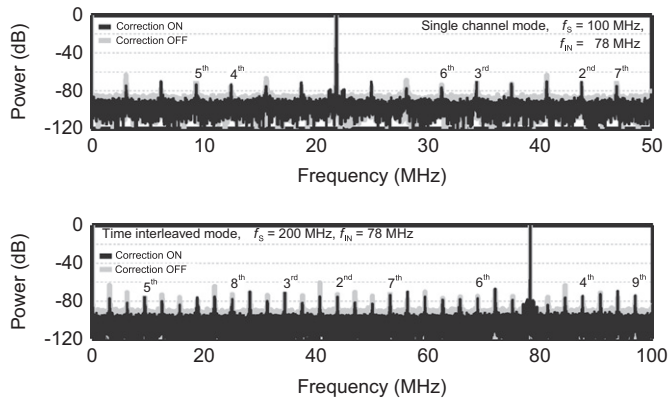 Correction ON
Correction OFF
Single channel mode, fS = 100 MHz,
fIN = 78 MHz
Power (dB)
0
-40
-80
-120
5th
4th
6th
3rd
2nd
7th
0
10
20
30
40
50
Frequency (MHz)
Time interleaved mode, fS = 200 MHz, fIN = 78 MHz
Correction ON
Correction OFF
Power (dB)
0
-40
-80
-120
5th
8th
3rd
2nd
7th
6th
4th
9th
0
20
40
60
80
100
Frequency (MHz)